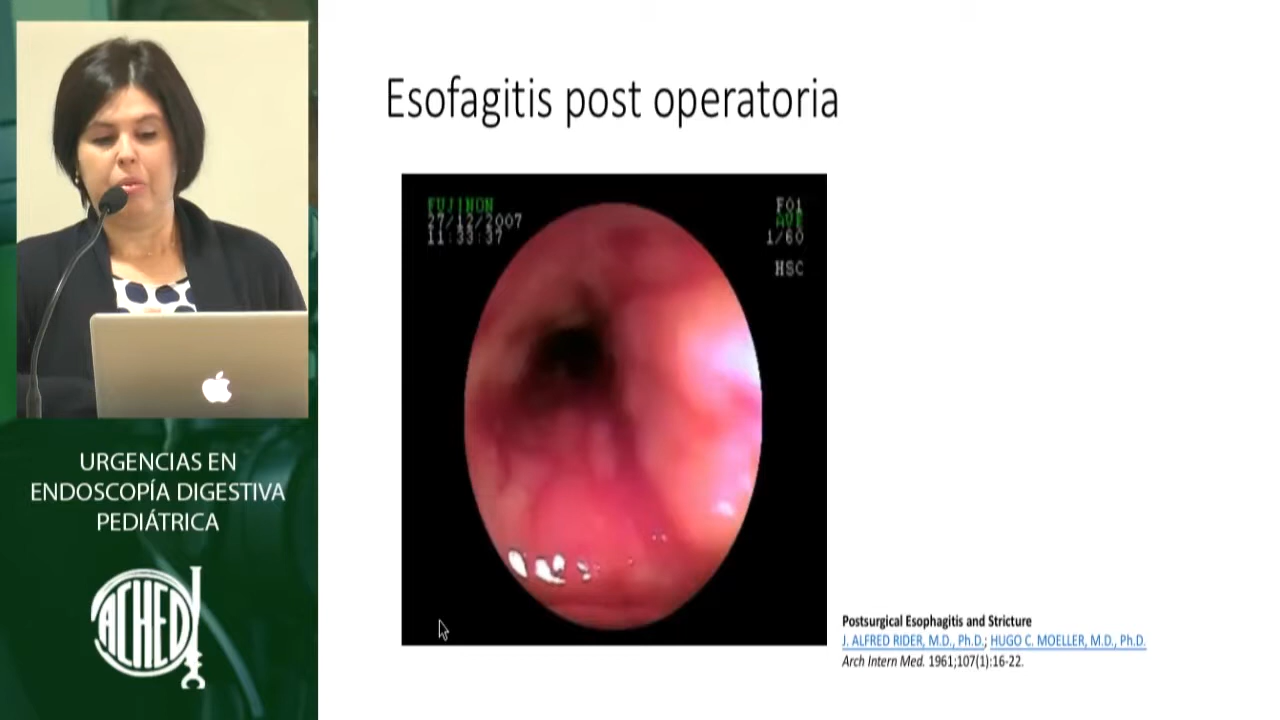 Esofagitis post operatoria
FUJINON
27/12/2007
11:33:37
F01
AVE
1/60
HSC
URGENCIAS EN
ENDOSCOPÍA DIGESTIVA
PEDIÁTRICA
ACHED
Postsurgical Esophagitis and Stricture
J. ALFRED RIDER, M.D., Ph.D.; HUGO C. MOELLER, M.D., Ph.D.
Arch Intern Med. 1961;107(1):16-22.